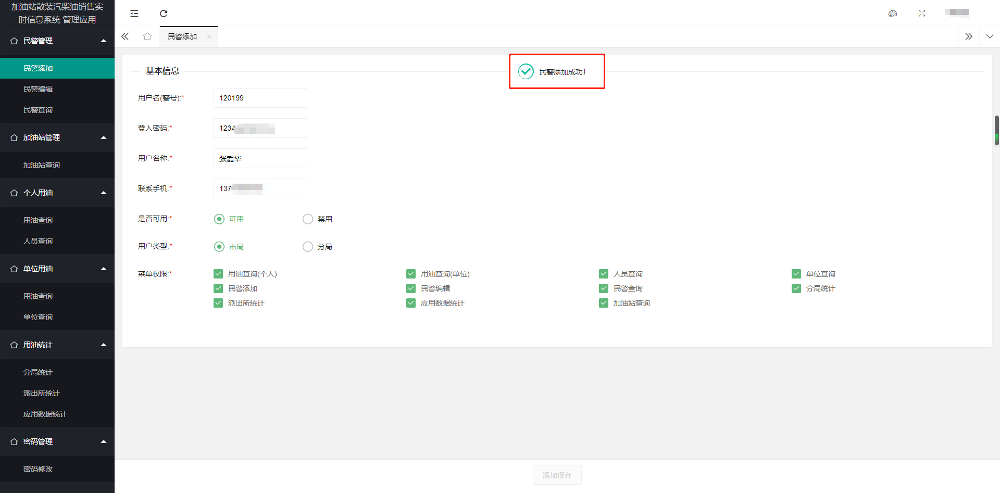 加油站散装汽柴油销售实
时信息系统 管理应用
民警管理
民警添加
民警编辑
民警查询
加油站管理
加油站查询
个人用油
用油查询
人员查询
单位用油
用油查询
单位查询
用油统计
分局统计
派出所统计
应用数据统计
密码管理
密码修改
民警添加
基本信息
民警添加成功!
用户名(警号):* 120199
登入密码:* 1234
用户名称:* 张爱华
联系手机:* 137
是否可用:* 可用 禁用
用户类型:* 市局 分局
菜单权限:* 用油查询(个人) 用油查询(单位) 人员查询 单位查询
民警添加 民警编辑 民警查询 分局统计
派出所统计 应用数据统计 加油站查询
添加保存